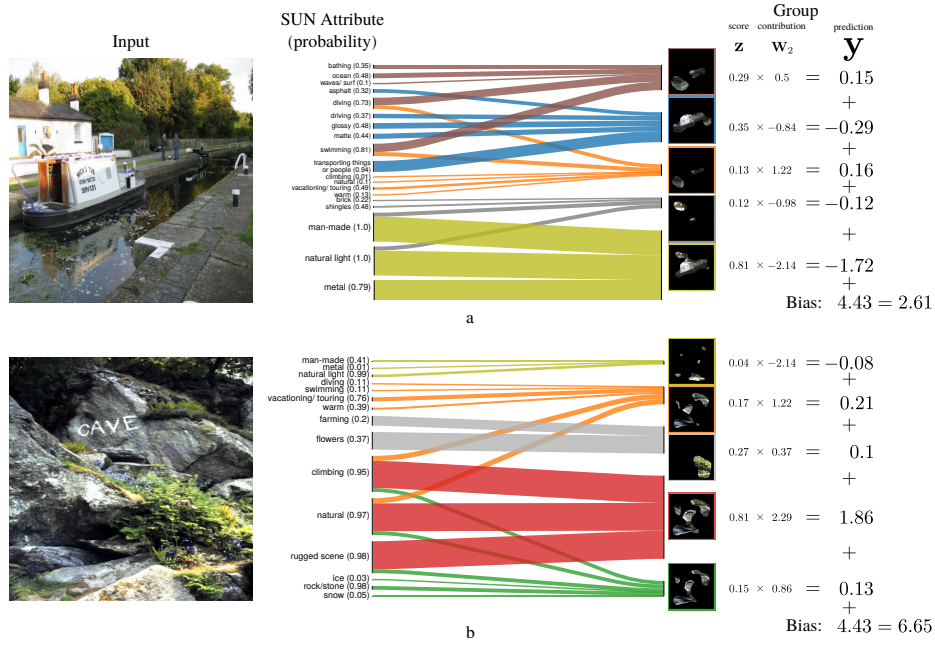 Group
SUN Attribute
(probability)
Input
score contribution prediction
z w₂ y
bathing (0.35)
ocean (0.48)
waves/ surf (0.1)
asphalt (0.32)
diving (0.73)
driving (0.37)
glossy (0.48)
matte (0.44)
swimming (0.81)
transporting things
or people (0.94)
climbing (0.01)
natural (0.1)
vacationing/ touring (0.49)
warm (0.13)
brick (0.22)
shingles (0.48)
man-made (1.0)
natural light (1.0)
metal (0.79)
0.29 × 0.5 = 0.15
+
0.35 × −0.84 = −0.29
+
0.13 × 1.22 = 0.16
+
0.12 × −0.98 = −0.12
+
0.81 × −2.14 = −1.72
+
Bias: 4.43 = 2.61
a
CAVE
man-made (0.41)
metal (0.01)
natural light (0.99)
diving (0.11)
swimming (0.11)
vacationing/ touring (0.76)
warm (0.39)
farming (0.2)
flowers (0.37)
climbing (0.95)
natural (0.97)
rugged scene (0.98)
ice (0.03)
rock/stone (0.98)
snow (0.05)
0.04 × −2.14 = −0.08
+
0.17 × 1.22 = 0.21
+
0.27 × 0.37 = 0.1
+
0.81 × 2.29 = 1.86
+
0.15 × 0.86 = 0.13
+
Bias: 4.43 = 6.65
b